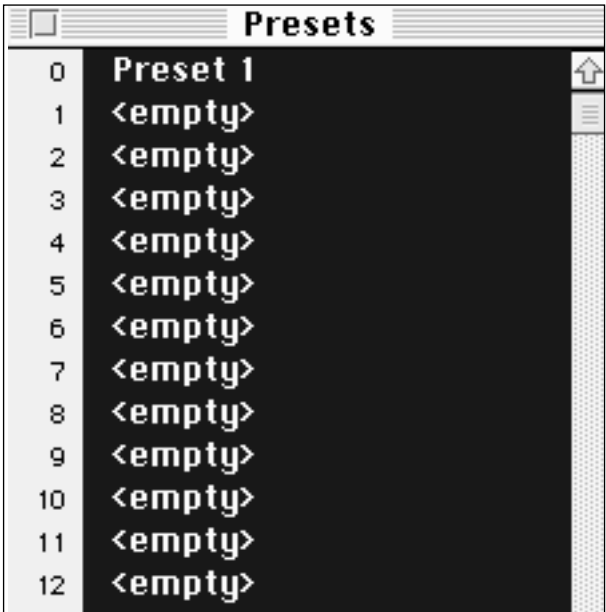 Presets
0 Preset 1
1 <empty>
2 <empty>
3 <empty>
4 <empty>
5 <empty>
6 <empty>
7 <empty>
8 <empty>
9 <empty>
10 <empty>
11 <empty>
12 <empty>